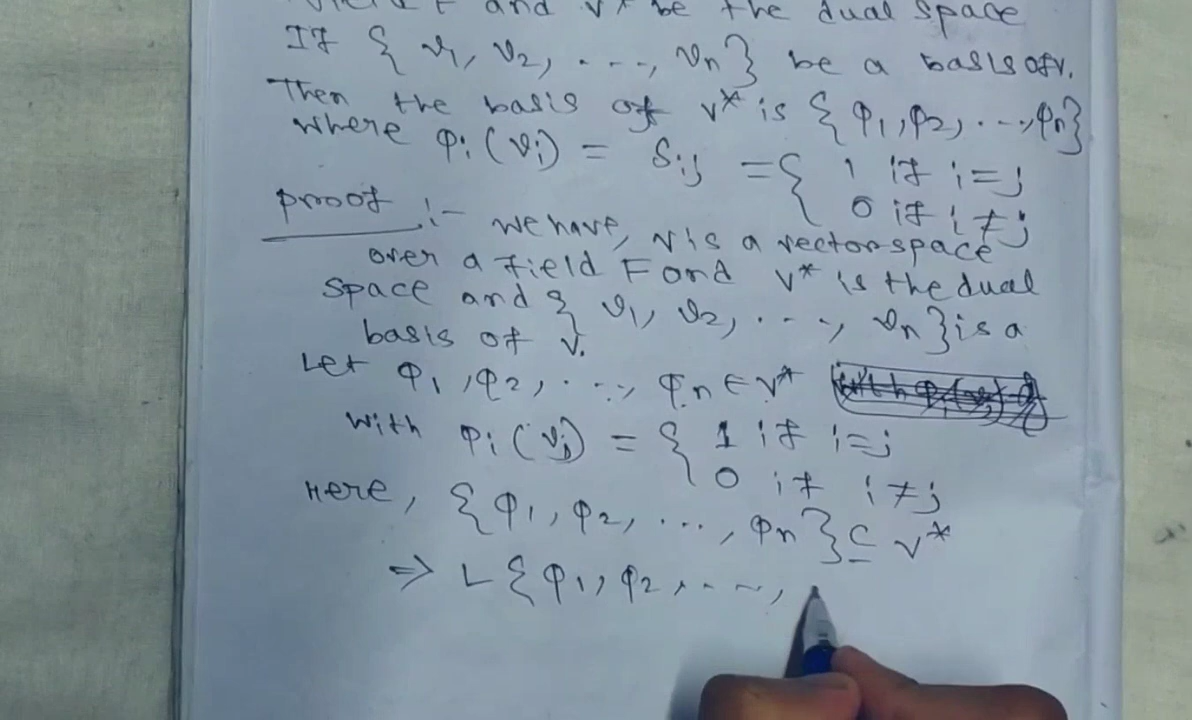 F and V* be the dual space
If { v1, v2, ..., vn } be a basis of v.
Then the basis of V* is { φ1, φ2, ..., φn }
where φi (vj) = δij = { 1 if i=j
0 if i ≠ j
proof :- we have, V is a vector space
over a field F and V* is the dual
space and { v1, v2, ..., vn } is a
basis of V.
Let φ1, φ2, ..., φn ∈ V*
with φi (vj) = { 1 if i=j
0 if i ≠ j
Here, { φ1, φ2, ..., φn } ⊆ V*
⇒ L { φ1, φ2, ...,